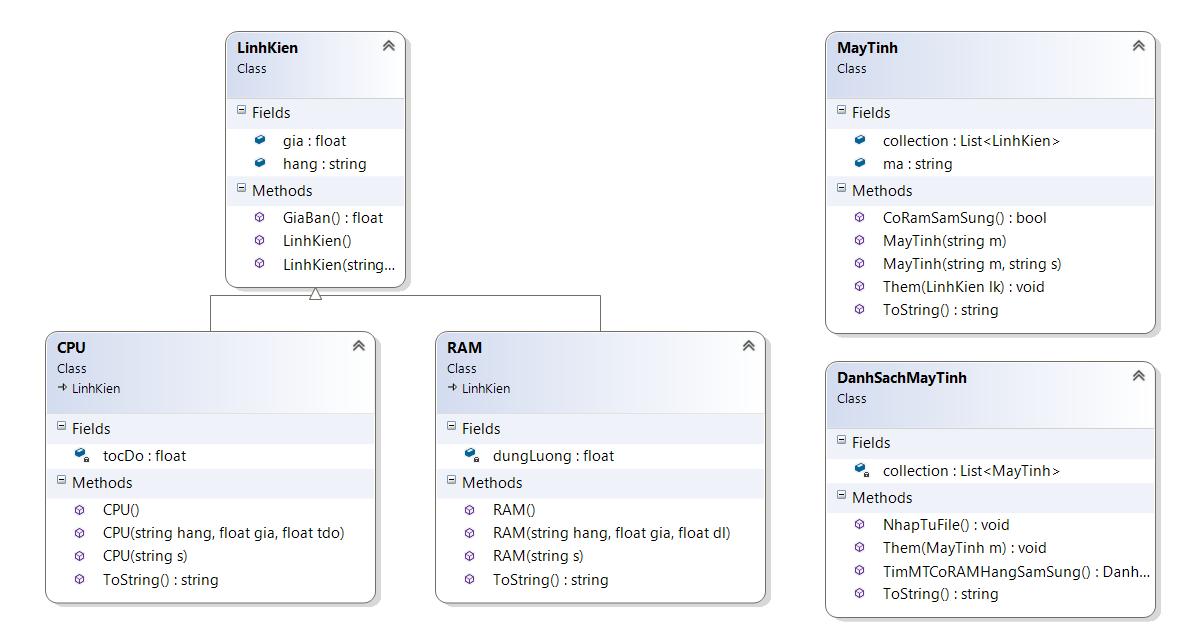 LinhKien
Class
Fields
gia : float
hang : string
Methods
GiaBan() : float
LinhKien()
LinhKien(string...
CPU
Class
LinhKien
Fields
tocDo : float
Methods
CPU()
CPU(string hang, float gia, float tdo)
CPU(string s)
ToString() : string
RAM
Class
LinhKien
Fields
dungLuong : float
Methods
RAM()
RAM(string hang, float gia, float dl)
RAM(string s)
ToString() : string
MayTinh
Class
Fields
collection : List<LinhKien>
ma : string
Methods
CoRamSamSung() : bool
MayTinh(string m)
MayTinh(string m, string s)
Them(LinhKien lk) : void
ToString() : string
DanhSachMayTinh
Class
Fields
collection : List<MayTinh>
Methods
NhapTuFile() : void
Them(MayTinh m) : void
TimMTCoRAMHangSamSung() : Danh...
ToString() : string